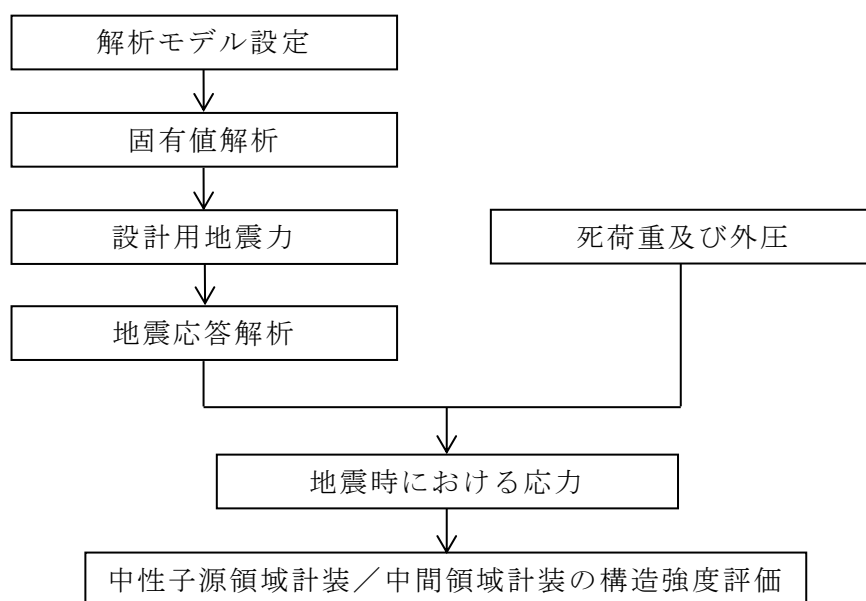 解析モデル設定
固有値解析
設計用地震力
死荷重及び外圧
地震応答解析
地震時における応力
中性子源領域計装／中間領域計装の構造強度評価